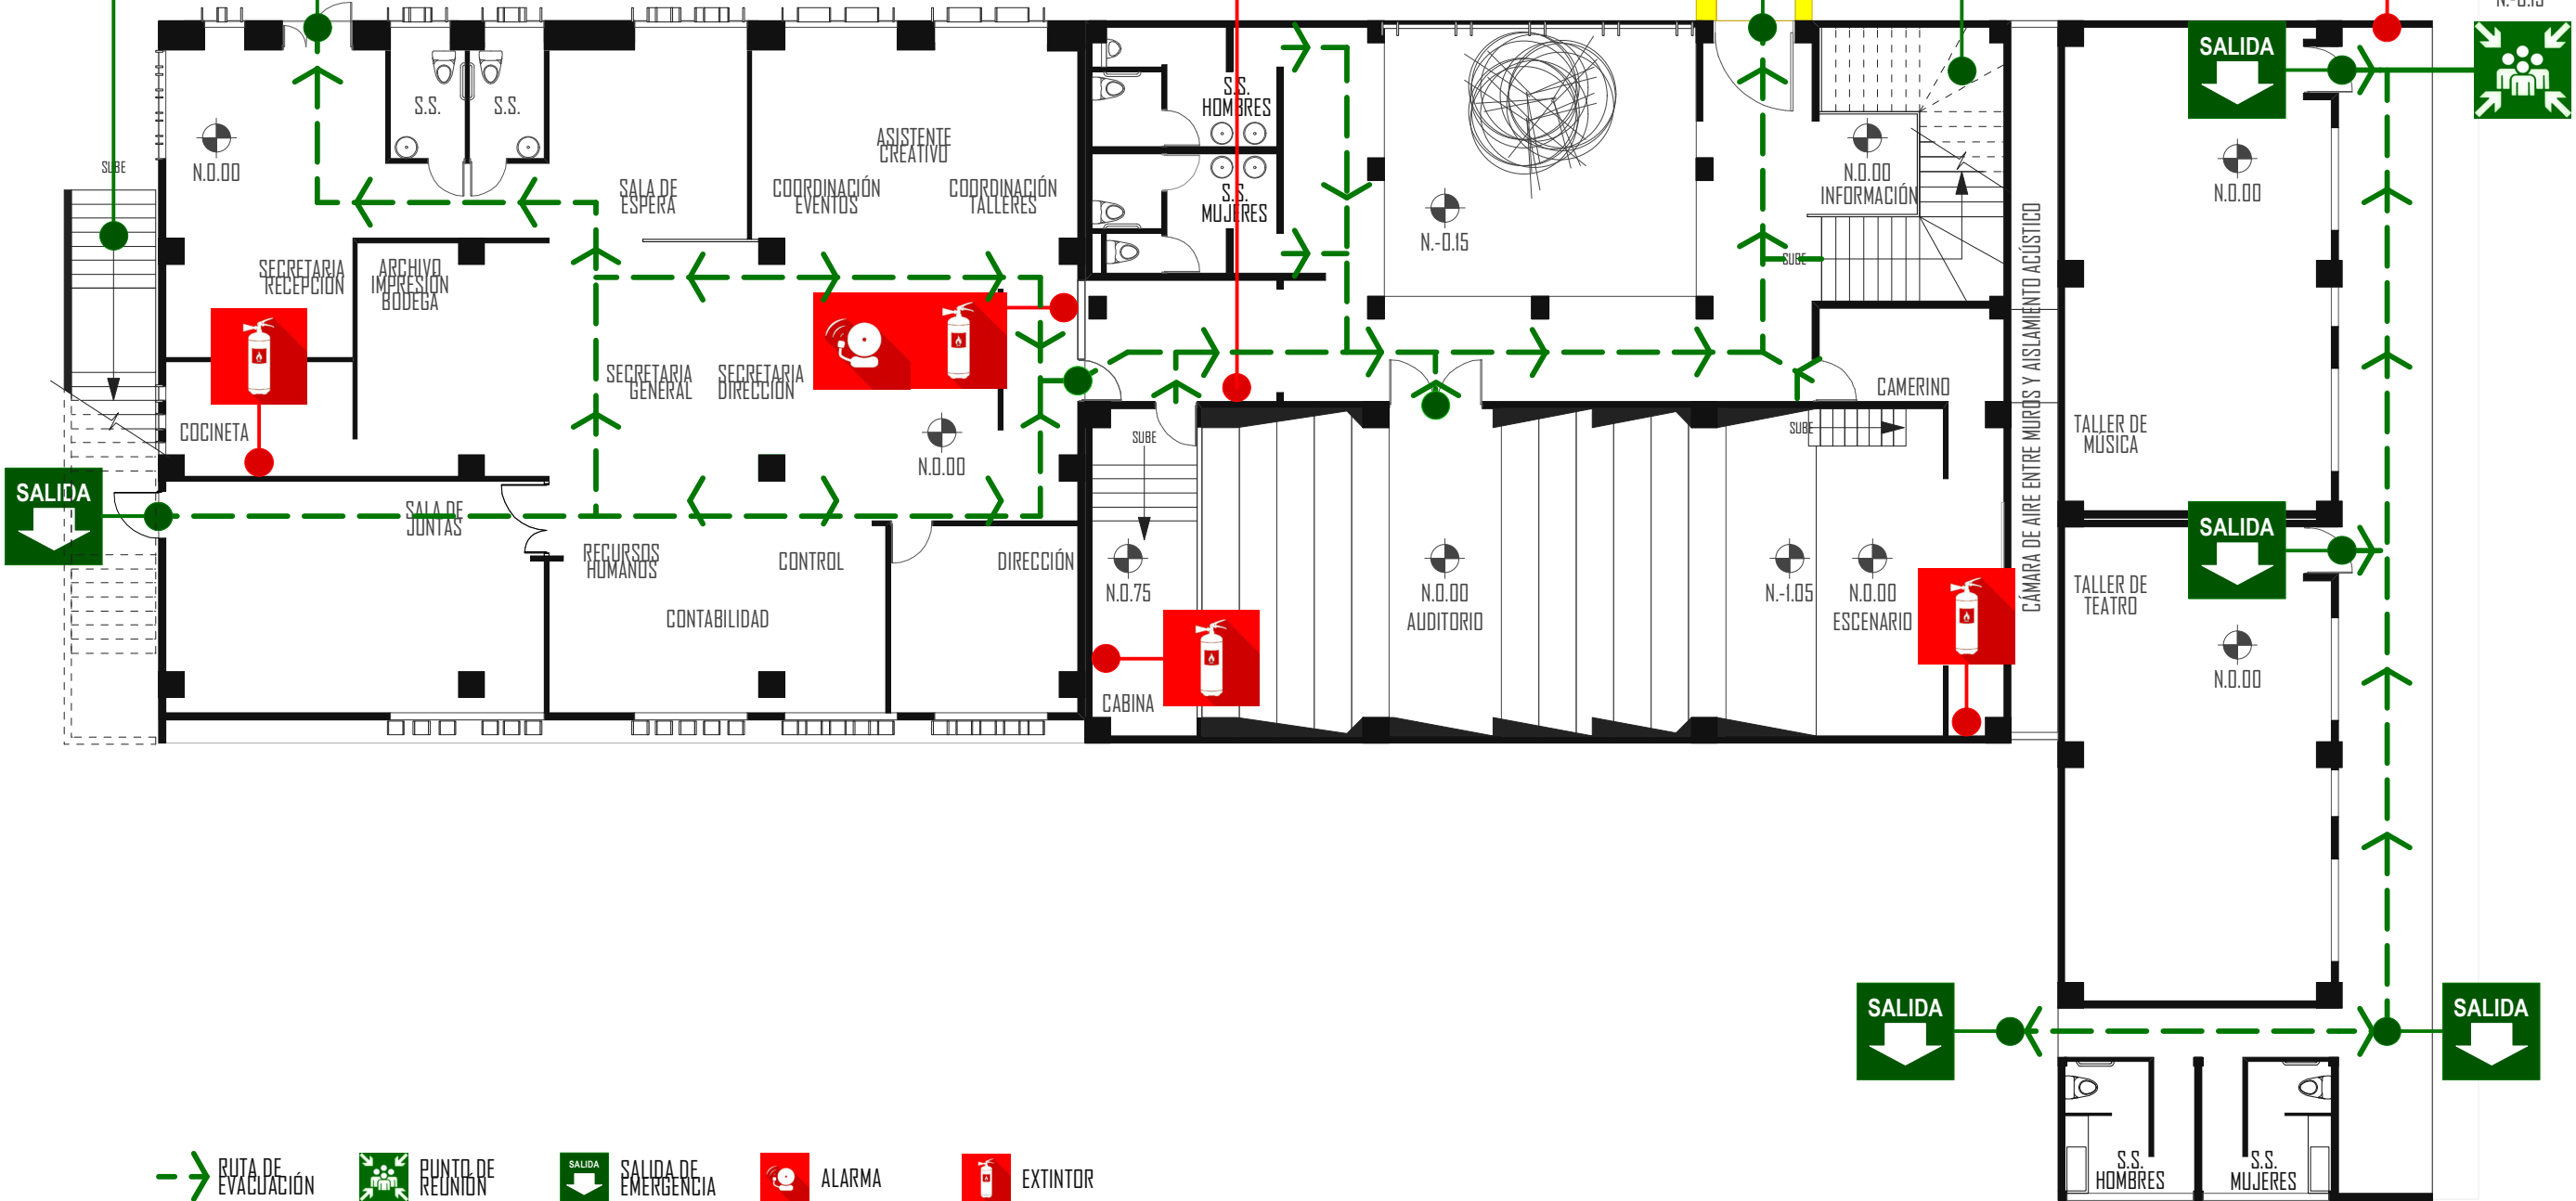 N.-0.15
SALIDA
S.S.
S.S.
S.S.
HOMBRES
ASISTENTE
CREATIVO
N.0.00
SUBE
SALA DE
ESPERA
COORDINACIÓN
EVENTOS
COORDINACIÓN
TALLERES
S.S.
MUJERES
N.-0.15
N.0.00
INFORMACIÓN
N.0.00
SUBE
SECRETARIA
RECEPCIÓN
ARCHIVO
IMPRESIÓN
BODEGA
SECRETARIA
GENERAL
SECRETARIA
DIRECCIÓN
CAMERINO
COCINETA
N.0.00
SUBE
SUBE
CÁMARA DE AIRE ENTRE MUROS Y AISLAMIENTO ACÚSTICO
TALLER DE
MÚSICA
SALIDA
SALA DE
JUNTAS
SALIDA
RECURSOS
HUMANOS
CONTROL
DIRECCIÓN
CONTABILIDAD
N.0.75
N.0.00
AUDITORIO
N.-1.05
N.0.00
ESCENARIO
TALLER DE
TEATRO
N.0.00
CABINA
SALIDA
SALIDA
S.S.
HOMBRES
S.S.
MUJERES
RUTA DE
EVACUACIÓN
PUNTO DE
REUNIÓN
SALIDA
SALIDA DE
EMERGENCIA
ALARMA
EXTINTOR